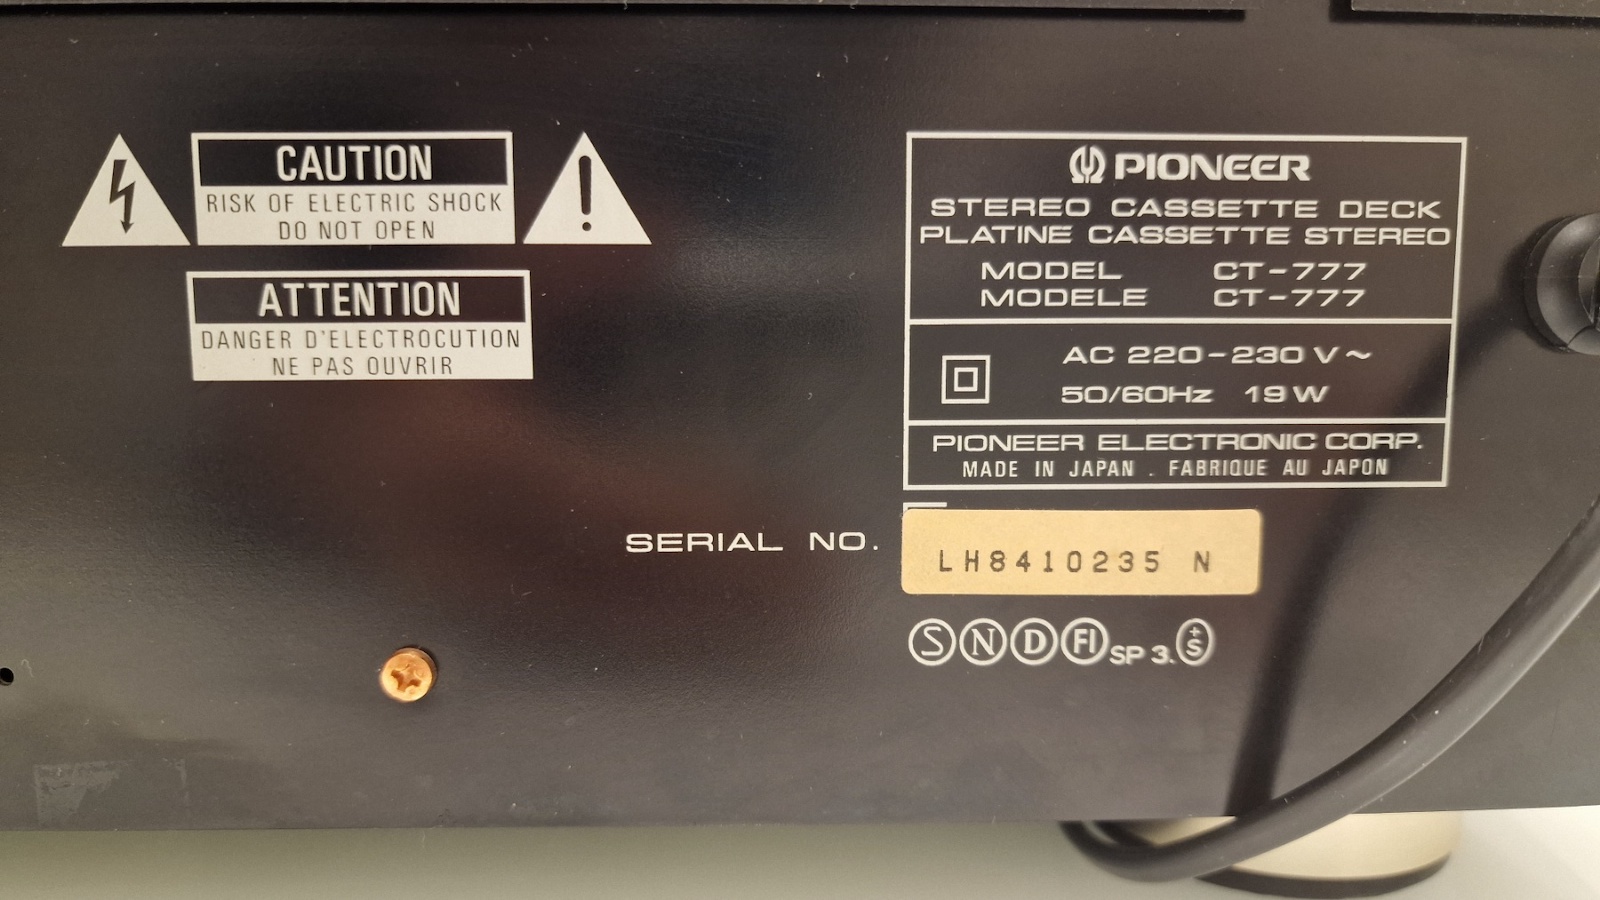 CAUTION
RISK OF ELECTRIC SHOCK
DO NOT OPEN
ATTENTION
DANGER D'ELECTROCUTION
NE PAS OUVRIR
PIONEER
STEREO CASSETTE DECK
PLATINE CASSETTE STEREO
MODEL CT-777
MODELE CT-777
AC 220-230 V~
50/60Hz 19 W
PIONEER ELECTRONIC CORP.
MADE IN JAPAN . FABRIQUE AU JAPON
SERIAL NO. LH8410235 N
S N D FI SP 3. +S